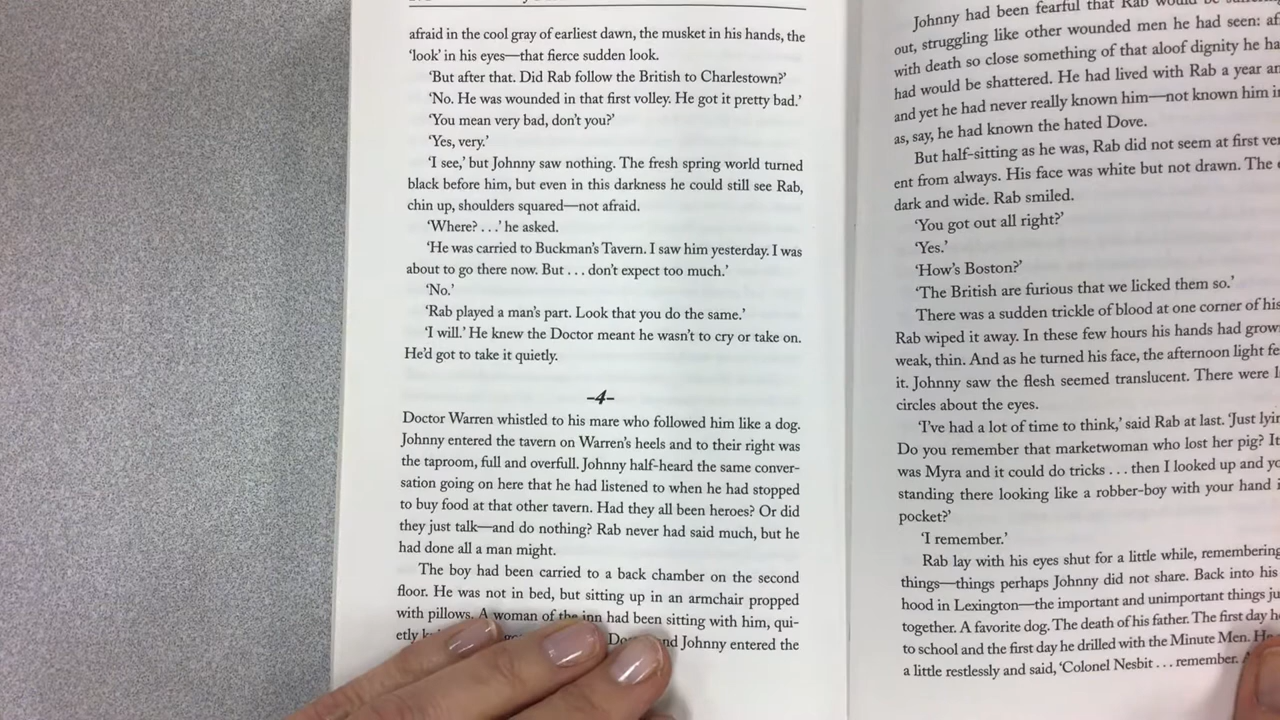 afraid in the cool gray of earliest dawn, the musket in his hands, the
‘look’ in his eyes—that fierce sudden look.
‘But after that. Did Rab follow the British to Charlestown?’
‘No. He was wounded in that first volley. He got it pretty bad.’
‘You mean very bad, don’t you?’
‘Yes, very.’
‘I see,’ but Johnny saw nothing. The fresh spring world turned
black before him, but even in this darkness he could still see Rab,
chin up, shoulders squared—not afraid.
‘Where? . . .’ he asked.
‘He was carried to Buckman’s Tavern. I saw him yesterday. I was
about to go there now. But . . . don’t expect too much.’
‘No.’
‘Rab played a man’s part. Look that you do the same.’
‘I will.’ He knew the Doctor meant he wasn’t to cry or take on.
He’d got to take it quietly.
–4–
Doctor Warren whistled to his mare who followed him like a dog.
Johnny entered the tavern on Warren’s heels and to their right was
the taproom, full and overfull. Johnny half-heard the same conver-
sation going on here that he had listened to when he had stopped
to buy food at that other tavern. Had they all been heroes? Or did
they just talk—and do nothing? Rab never had said much, but he
had done all a man might.
The boy had been carried to a back chamber on the second
floor. He was not in bed, but sitting up in an armchair propped
with pillows. A woman of the inn had been sitting with him, qui-
etly and Johnny entered the
Johnny had been fearful that Rab would be
out, struggling like other wounded men he had seen:
with death so close something of that aloof dignity he
had would be shattered. He had lived with Rab a year
and yet he had never really known him—not known him
as, say, he had known the hated Dove.
But half-sitting as he was, Rab did not seem at first
ent from always. His face was white but not drawn. The
dark and wide. Rab smiled.
‘You got out all right?’
‘Yes.’
‘How’s Boston?’
‘The British are furious that we licked them so.’
There was a sudden trickle of blood at one corner of his
Rab wiped it away. In these few hours his hands had
weak, thin. And as he turned his face, the afternoon light
it. Johnny saw the flesh seemed translucent. There were
circles about the eyes.
‘I’ve had a lot of time to think,’ said Rab at last. ‘Just
Do you remember that marketwoman who lost her pig? It
was Myra and it could do tricks . . . then I looked up and
standing there looking like a robber-boy with your hand
pocket?’
‘I remember.’
Rab lay with his eyes shut for a little while, remembering
things—things perhaps Johnny did not share. Back into his
hood in Lexington—the important and unimportant things
together. A favorite dog. The death of his father. The first day
to school and the first day he drilled with the Minute Men. He
a little restlessly and said, ‘Colonel Nesbit . . . remember.